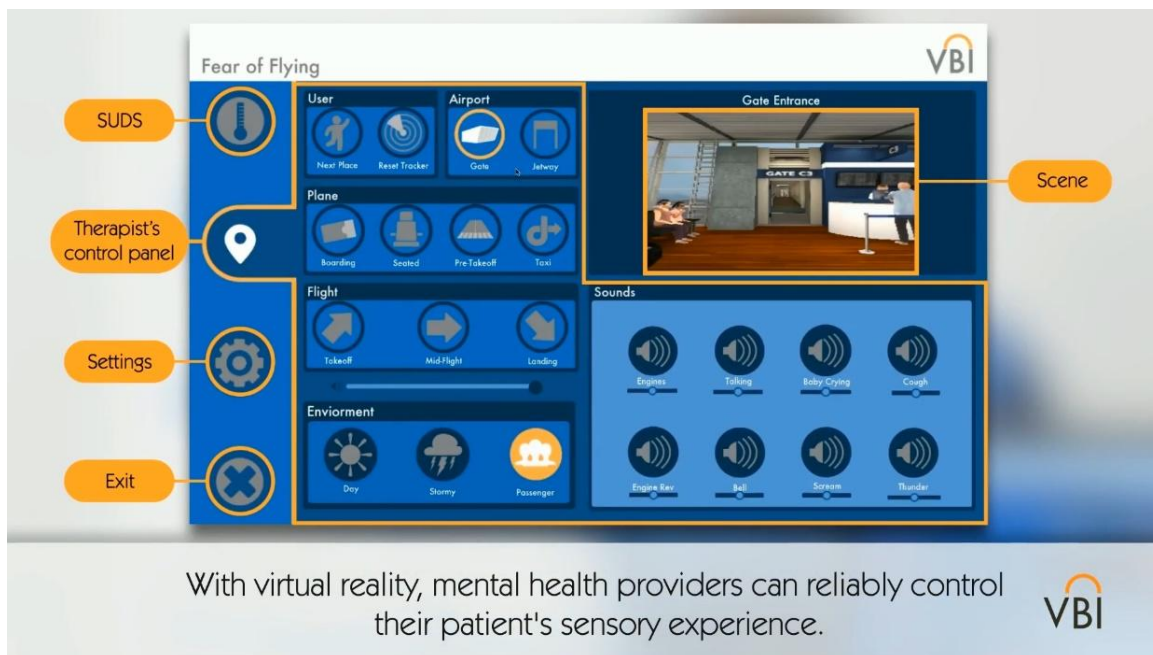 Fear of Flying
VBI
SUDS
Therapist's
control panel
Settings
Exit
User
Next Place
Reset Tracker
Airport
Gate
Jetway
Plane
Boarding
Seated
Pre-Takeoff
Taxi
Flight
Takeoff
Mid-Flight
Landing
Enviorment
Day
Stormy
Passenger
Gate Entrance
GATE C3
Scene
Sounds
Engines
Talking
Baby Crying
Cough
Engine Rev
Bell
Scream
Thunder
With virtual reality, mental health providers can reliably control
their patient's sensory experience.
VBI